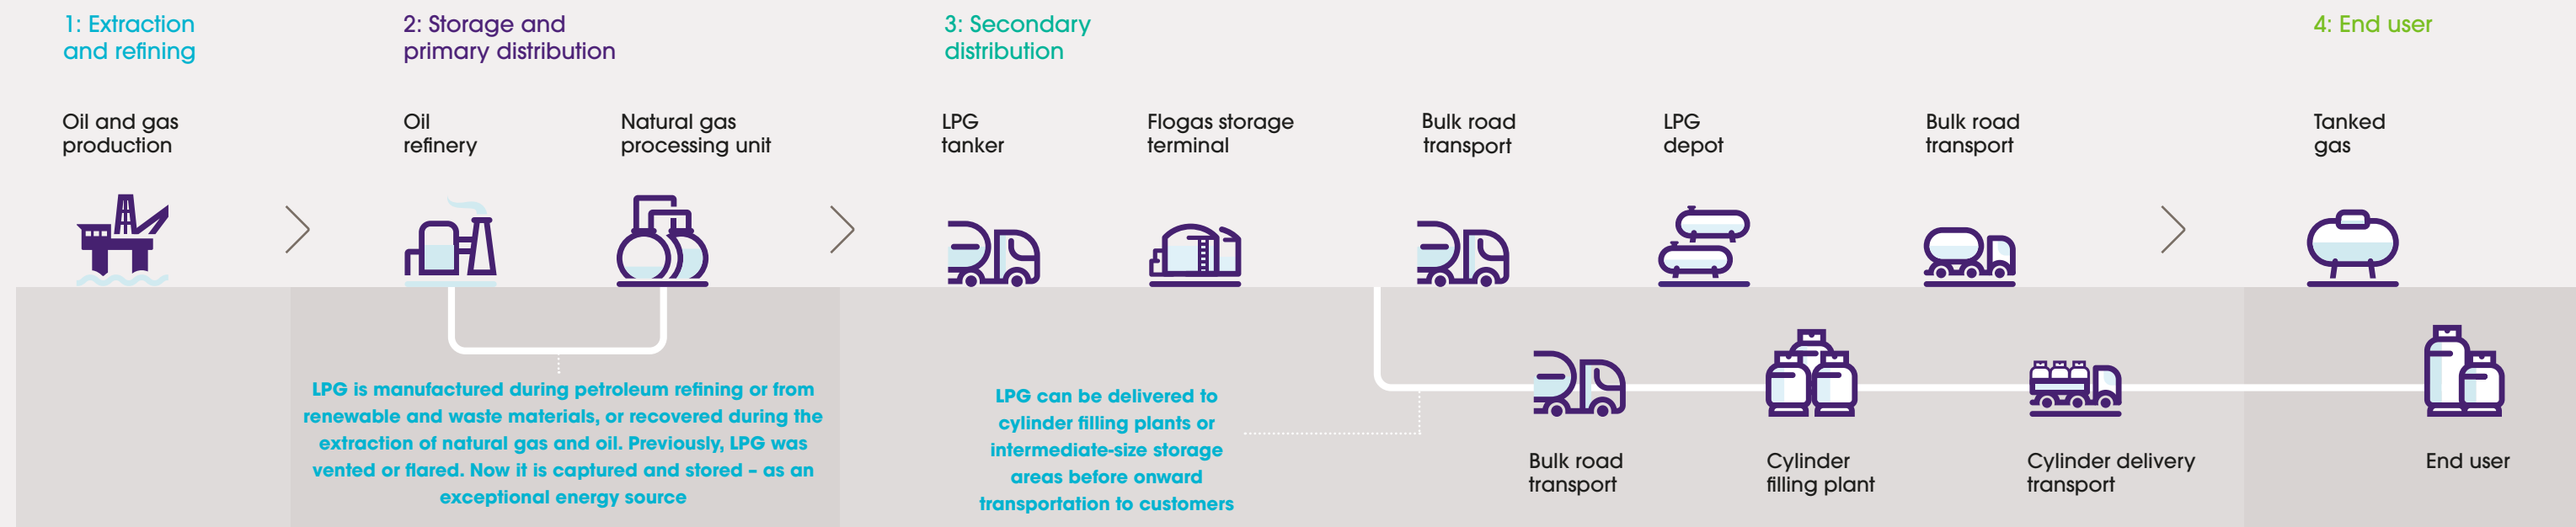 1: Extraction
and refining
2: Storage and
primary distribution
3: Secondary
distribution
4: End user
Oil and gas
production
Oil
refinery
Natural gas
processing unit
LPG
tanker
Flogas storage
terminal
Bulk road
transport
LPG
depot
Bulk road
transport
Tanked
gas
LPG is manufactured during petroleum refining or from
renewable and waste materials, or recovered during the
extraction of natural gas and oil. Previously, LPG was
vented or flared. Now it is captured and stored – as an
exceptional energy source
LPG can be delivered to
cylinder filling plants or
intermediate-size storage
areas before onward
transportation to customers
Bulk road
transport
Cylinder
filling plant
Cylinder delivery
transport
End user